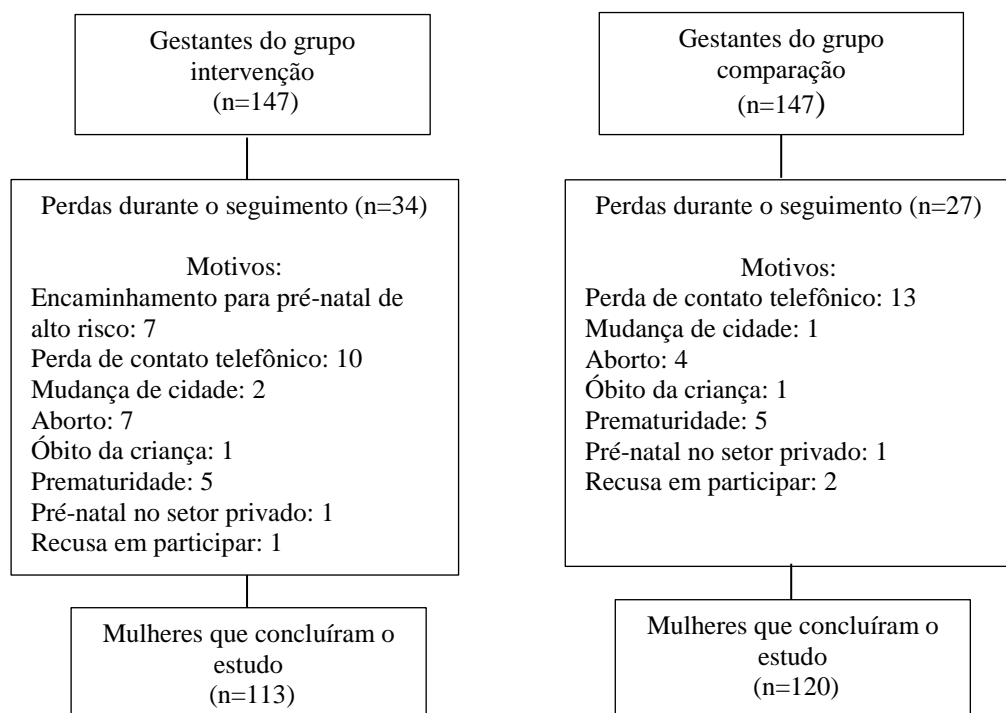 Gestantes do grupo
intervenção
(n=147)
Perdas durante o seguimento (n=34)
Motivos:
Encaminhamento para pré-natal de
alto risco: 7
Perda de contato telefônico: 10
Mudança de cidade: 2
Aborto: 7
Óbito da criança: 1
Prematuridade: 5
Pré-natal no setor privado: 1
Recusa em participar: 1
Mulheres que concluíram o
estudo
(n=113)
Gestantes do grupo
comparação
(n=147)
Perdas durante o seguimento (n=27)
Motivos:
Perda de contato telefônico: 13
Mudança de cidade: 1
Aborto: 4
Óbito da criança: 1
Prematuridade: 5
Pré-natal no setor privado: 1
Recusa em participar: 2
Mulheres que concluíram o
estudo
(n=120)